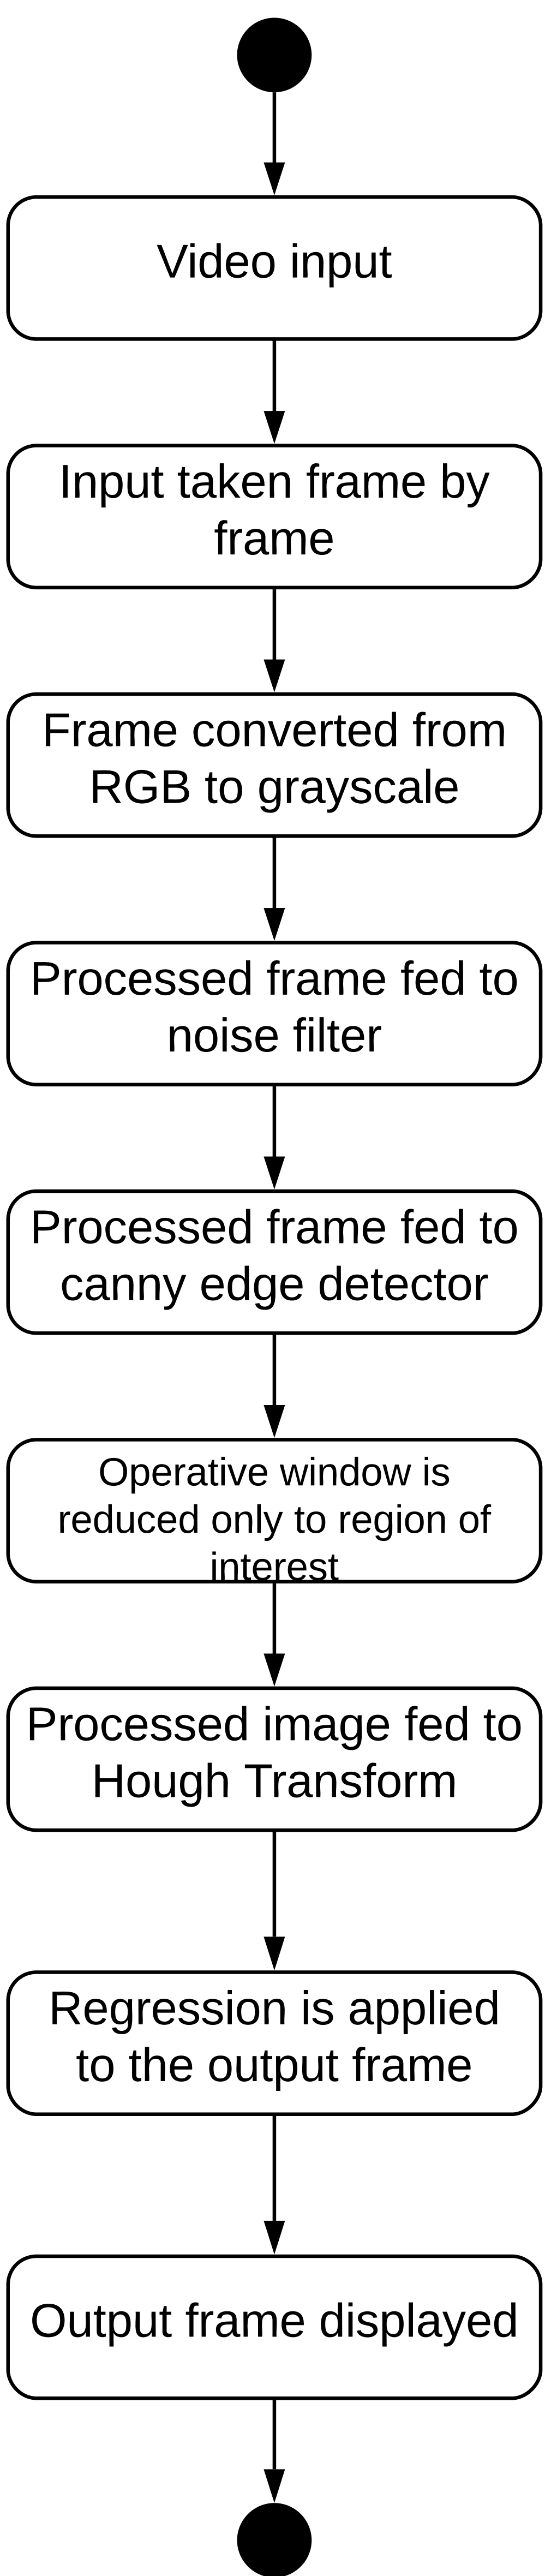 Video input
Input taken frame by
frame
Frame converted from
RGB to grayscale
Processed frame fed to
noise filter
Processed frame fed to
canny edge detector
Operative window is
reduced only to region of
interest
Processed image fed to
Hough Transform
Regression is applied
to the output frame
Output frame displayed